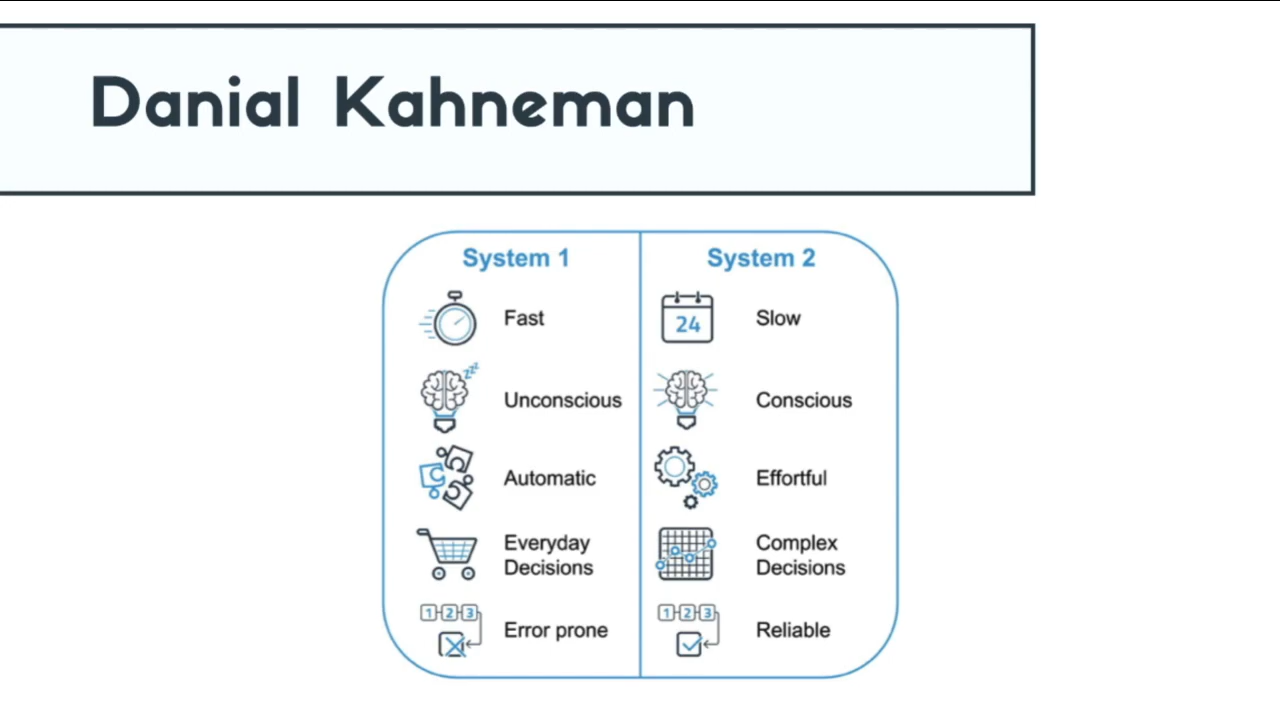 Danial Kahneman
System 1
System 2
Fast
24
Slow
zzz
Unconscious
Conscious
Automatic
Effortful
Everyday
Decisions
Complex
Decisions
1 2 3
Error prone
1 2 3
Reliable